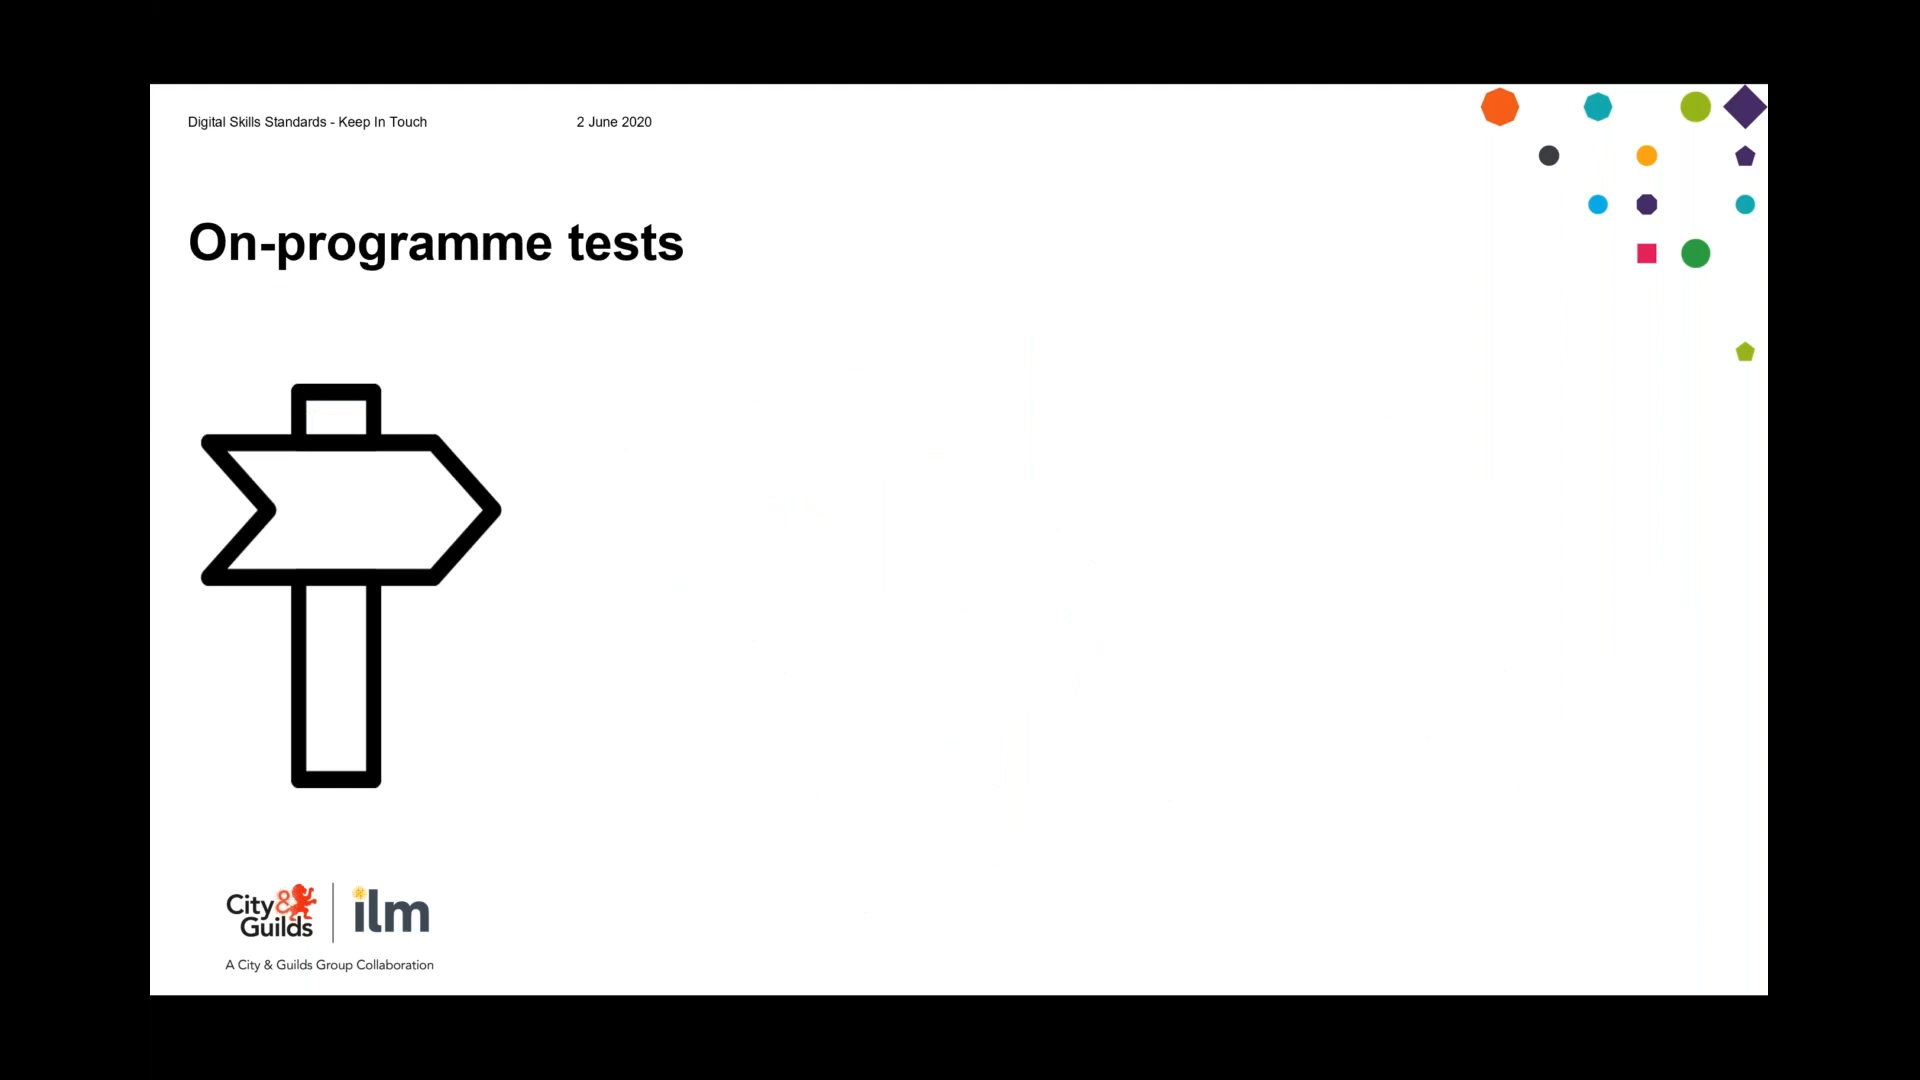 Digital Skills Standards - Keep In Touch 2 June 2020
On-programme tests
City & Guilds
ilm
A City & Guilds Group Collaboration